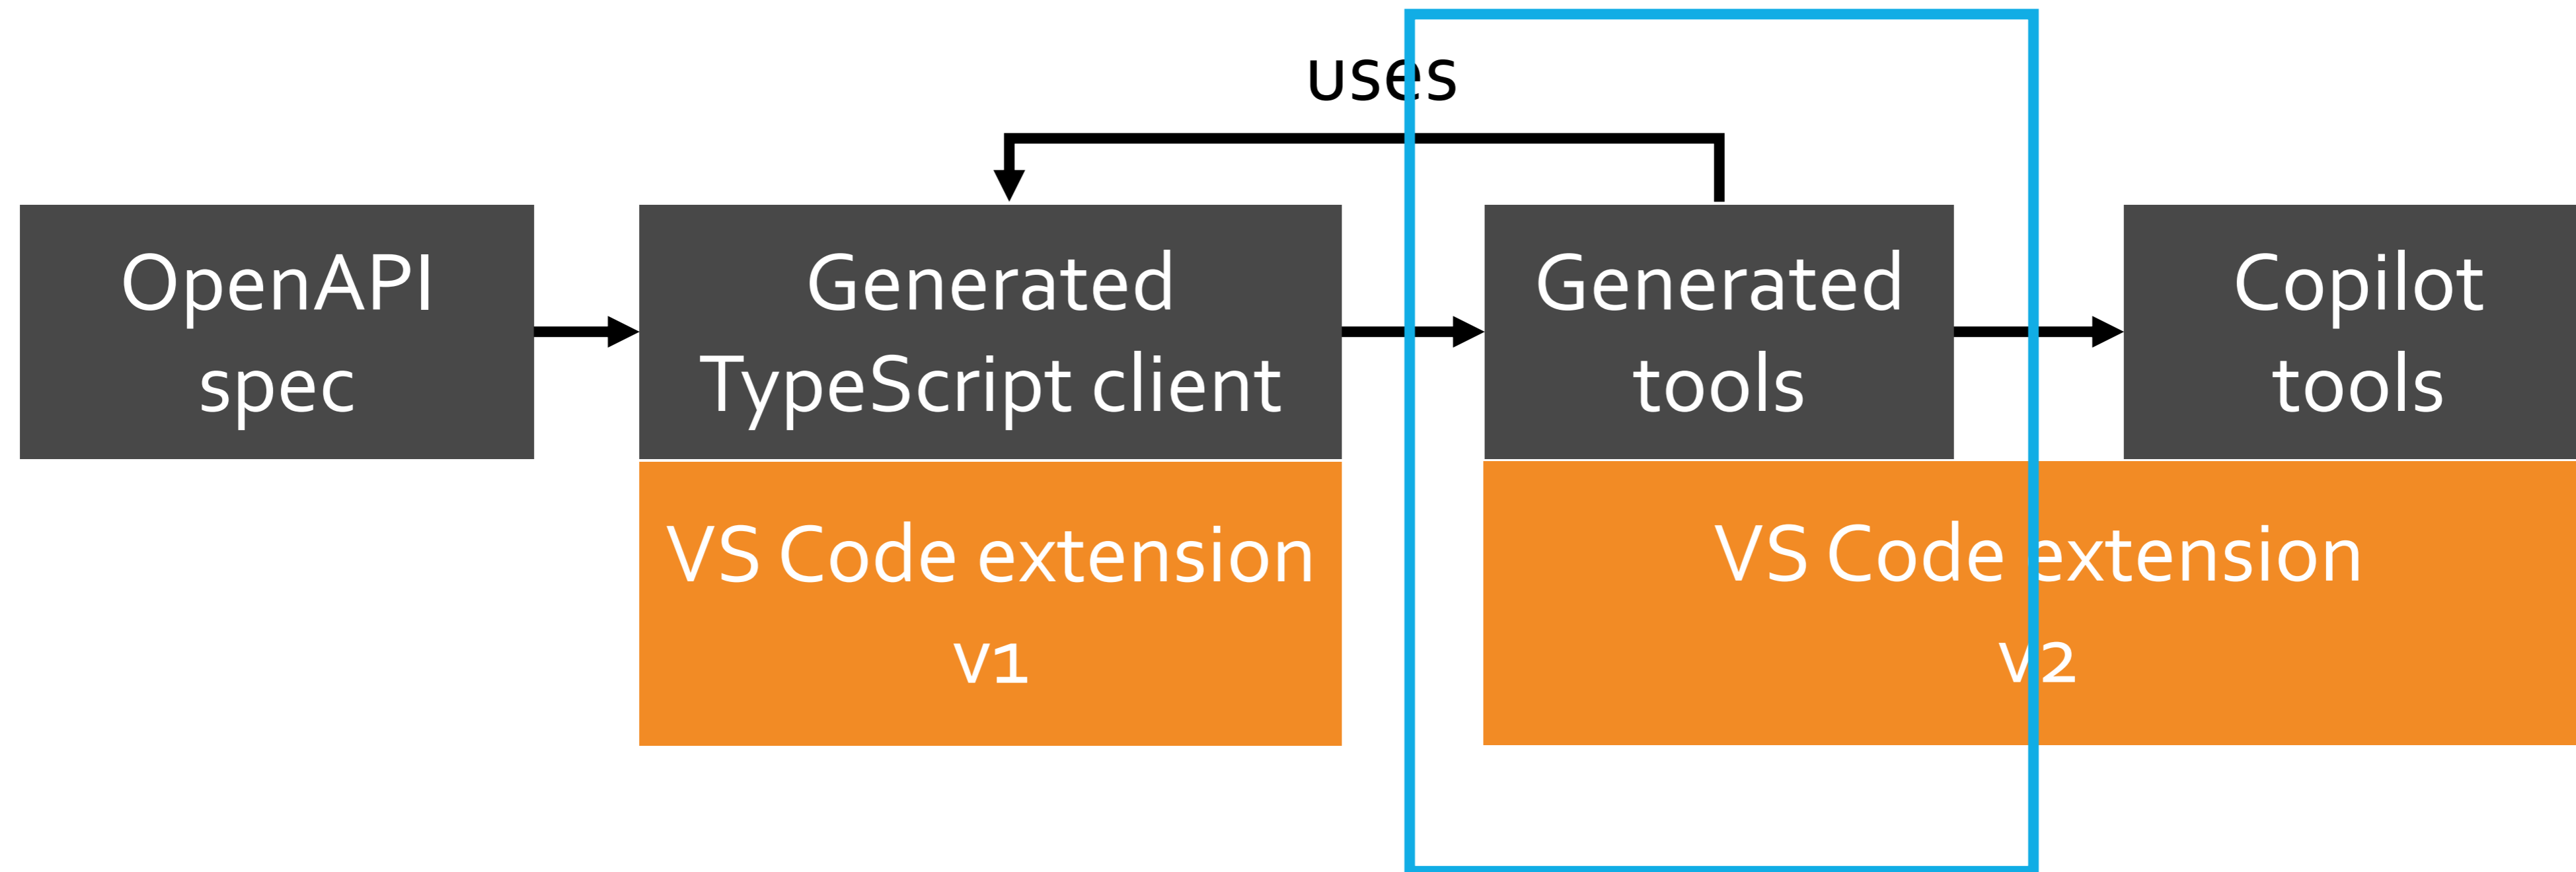 uses
OpenAPI
spec
Generated
TypeScript client
Generated
tools
Copilot
tools
VS Code extension
v1
VS Code extension
v2